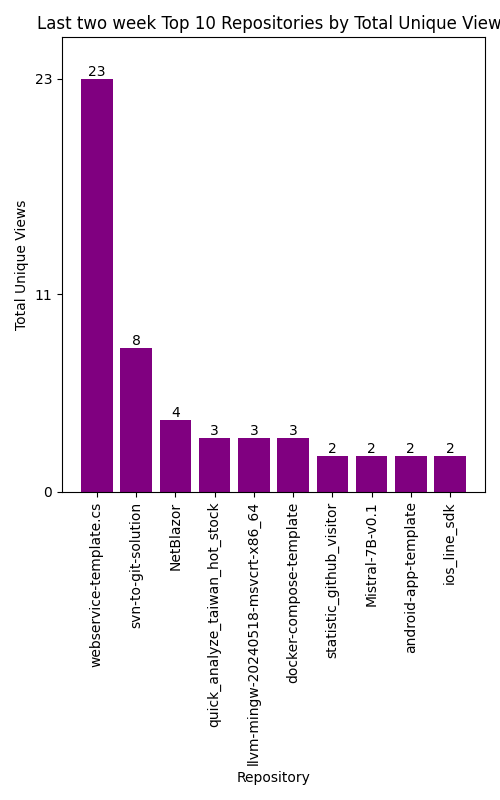 Last two week Top 10 Repositories by Total Unique View
23
11
0
Total Unique Views
23
8
4
3
3
3
2
2
2
2
webservice-template.cs
svn-to-git-solution
NetBlazor
quick_analyze_taiwan_hot_stock
llvm-mingw-20240518-msvcrt-x86_64
docker-compose-template
statistic_github_visitor
Mistral-7B-v0.1
android-app-template
ios_line_sdk
Repository